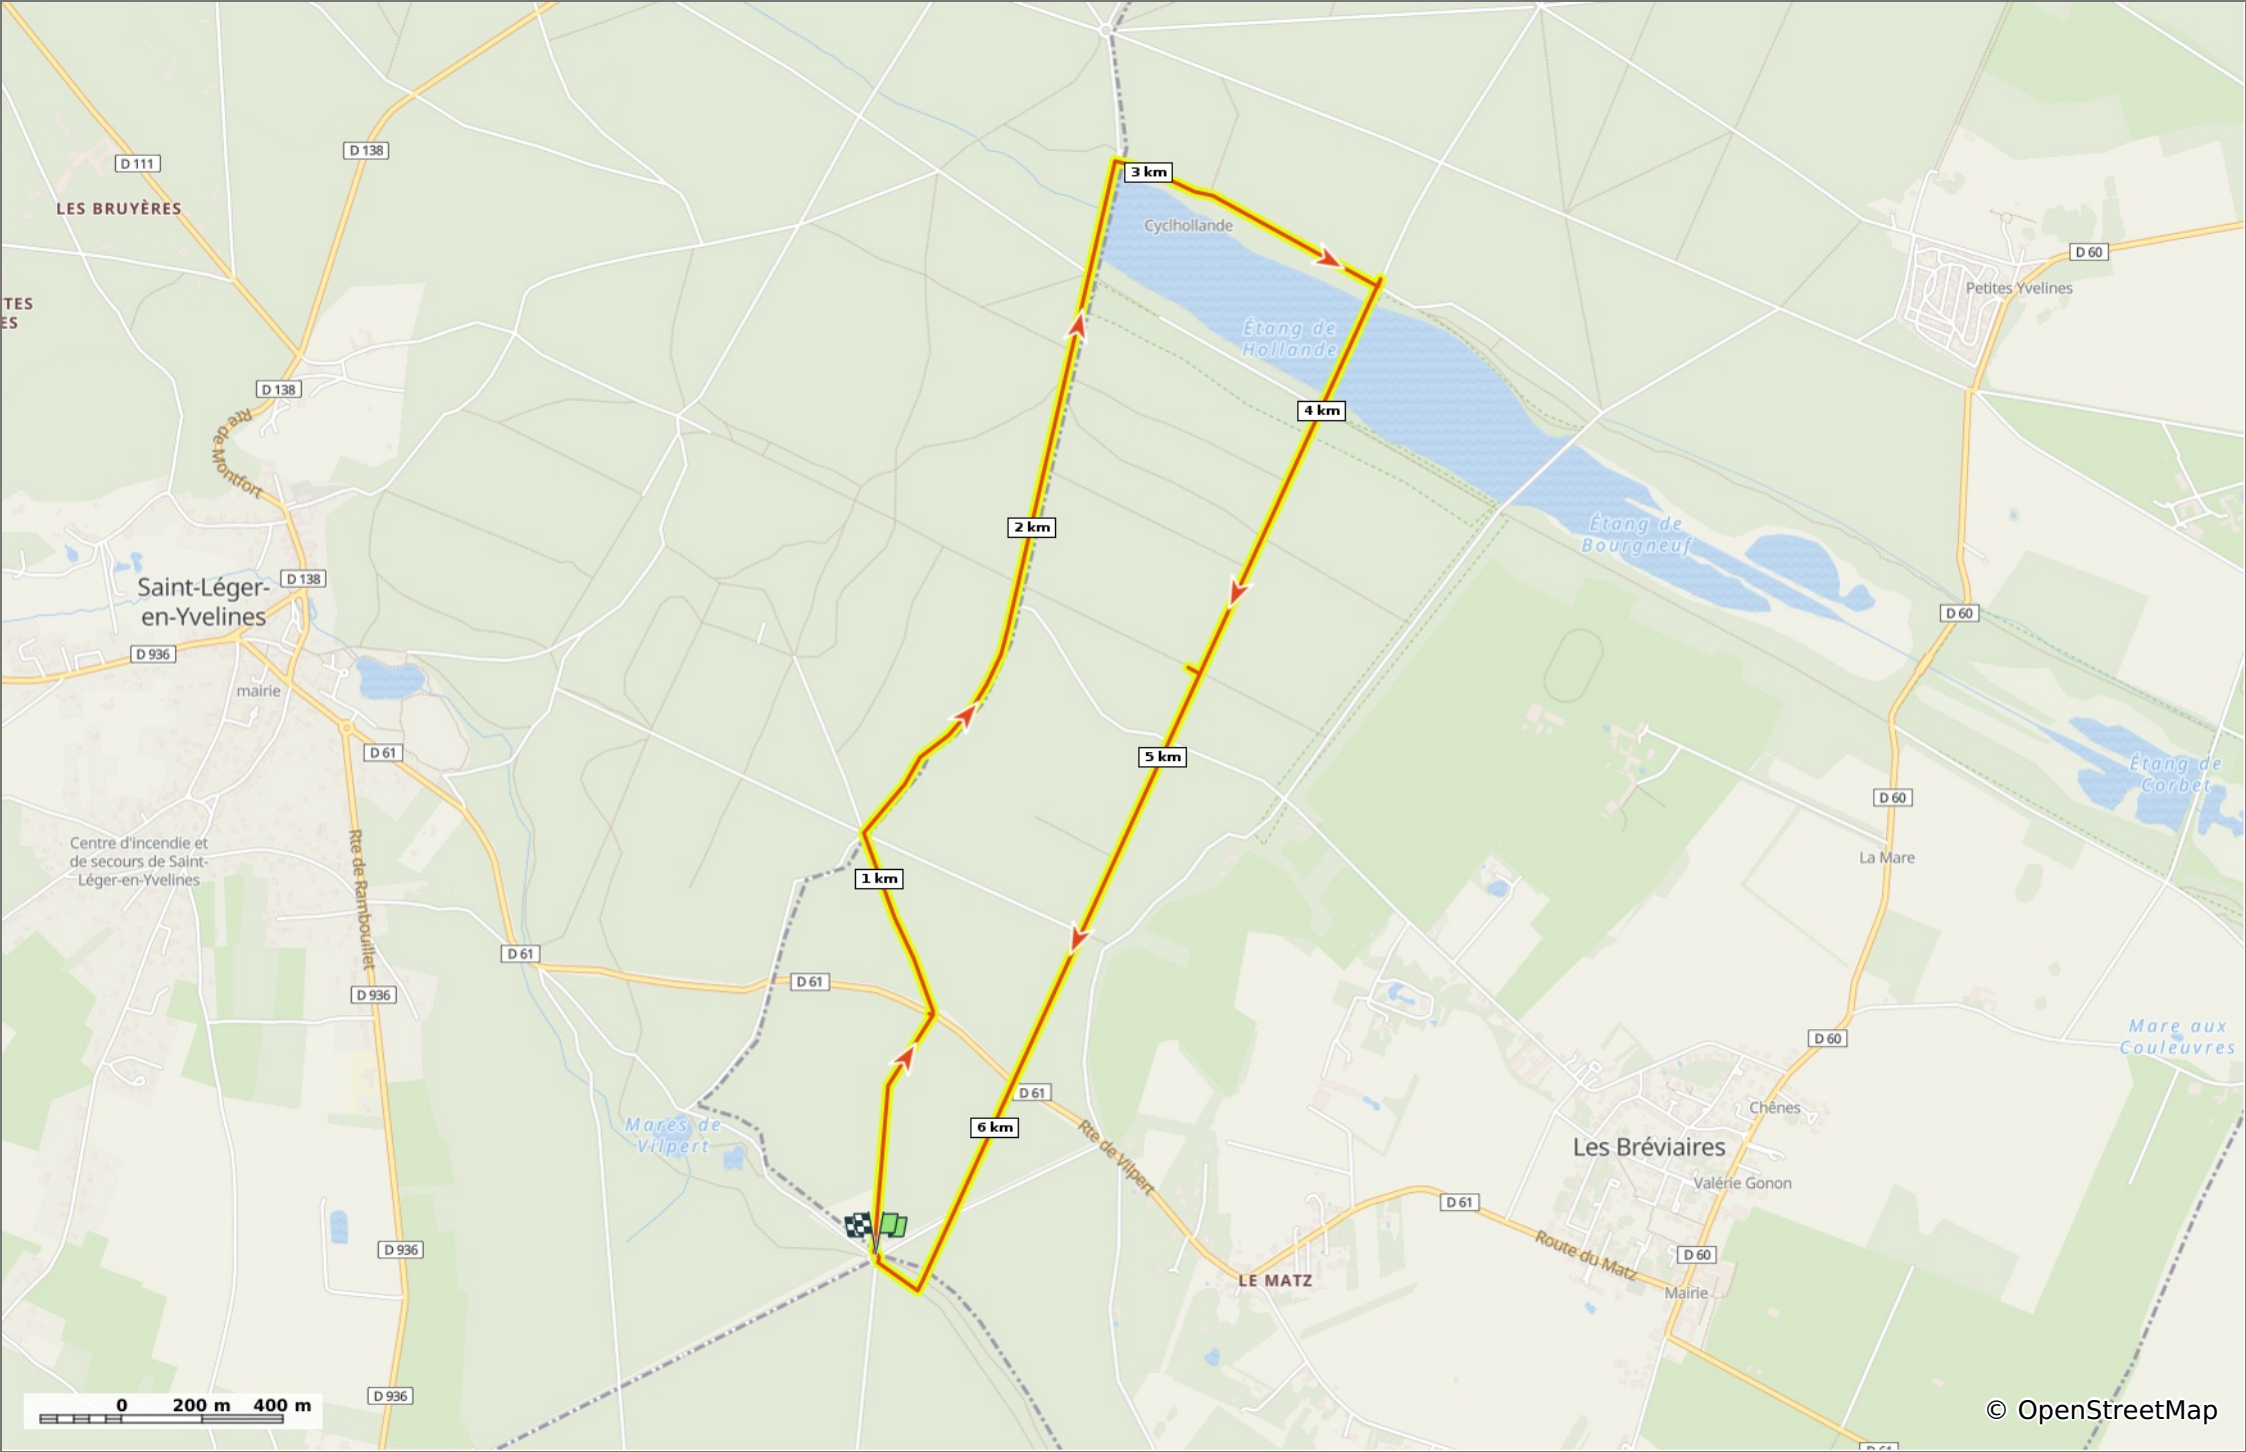 D 138
D 111
LES BRUYÈRES
3 km
Cyclhollande
D 60
Petites Yvelines
TES
ES
Étang de
Hollande
D 138
Rte de Montfort
4 km
2 km
Étang de
Bourgneuf
Saint-Léger-
en-Yvelines
D 138
D 60
D 936
mairie
D 61
5 km
Étang de
Corbet
D 60
Centre d'incendie et
de secours de Saint-
Léger-en-Yvelines
Rte de Rambouillet
La Mare
1 km
D 61
D 61
D 936
Mare aux
Couleuvres
D 60
D 61
Chênes
6 km
Mares de
Vilpert
Rte de Vilpert
Les Bréviaires
Valérie Gonon
D 61
D 936
Route du Matz
D 60
LE MATZ
Mairie
D 936
0 200 m 400 m
© OpenStreetMap
D 61